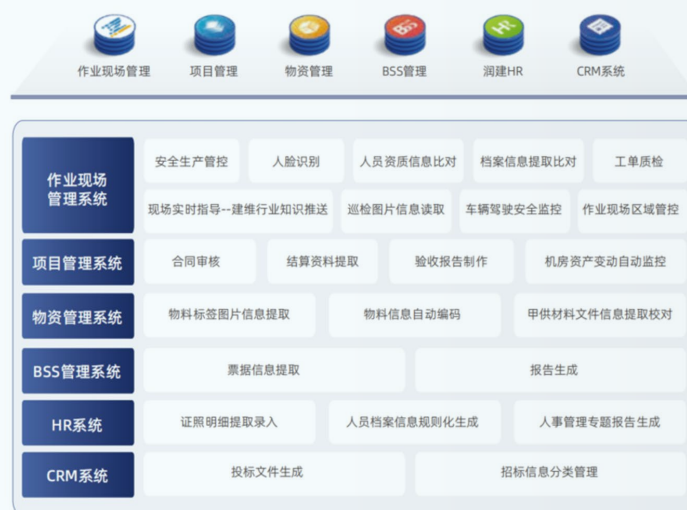 BSS
HR
作业现场管理
项目管理
物资管理
BSS管理
润建HR
CRM系统
作业现场
管理系统
安全生产管控
人脸识别
人员资质信息比对
档案信息提取比对
工单质检
现场实时指导--建维行业知识推送
巡检图片信息读取
车辆驾驶安全监控
作业现场区域管控
项目管理系统
合同审核
结算资料提取
验收报告制作
机房资产变动自动监控
物资管理系统
物料标签图片信息提取
物料信息自动编码
甲供材料文件信息提取校对
BSS管理系统
票据信息提取
报告生成
HR系统
证照明细提取录入
人员档案信息规则化生成
人事管理专题报告生成
CRM系统
投标文件生成
招标信息分类管理